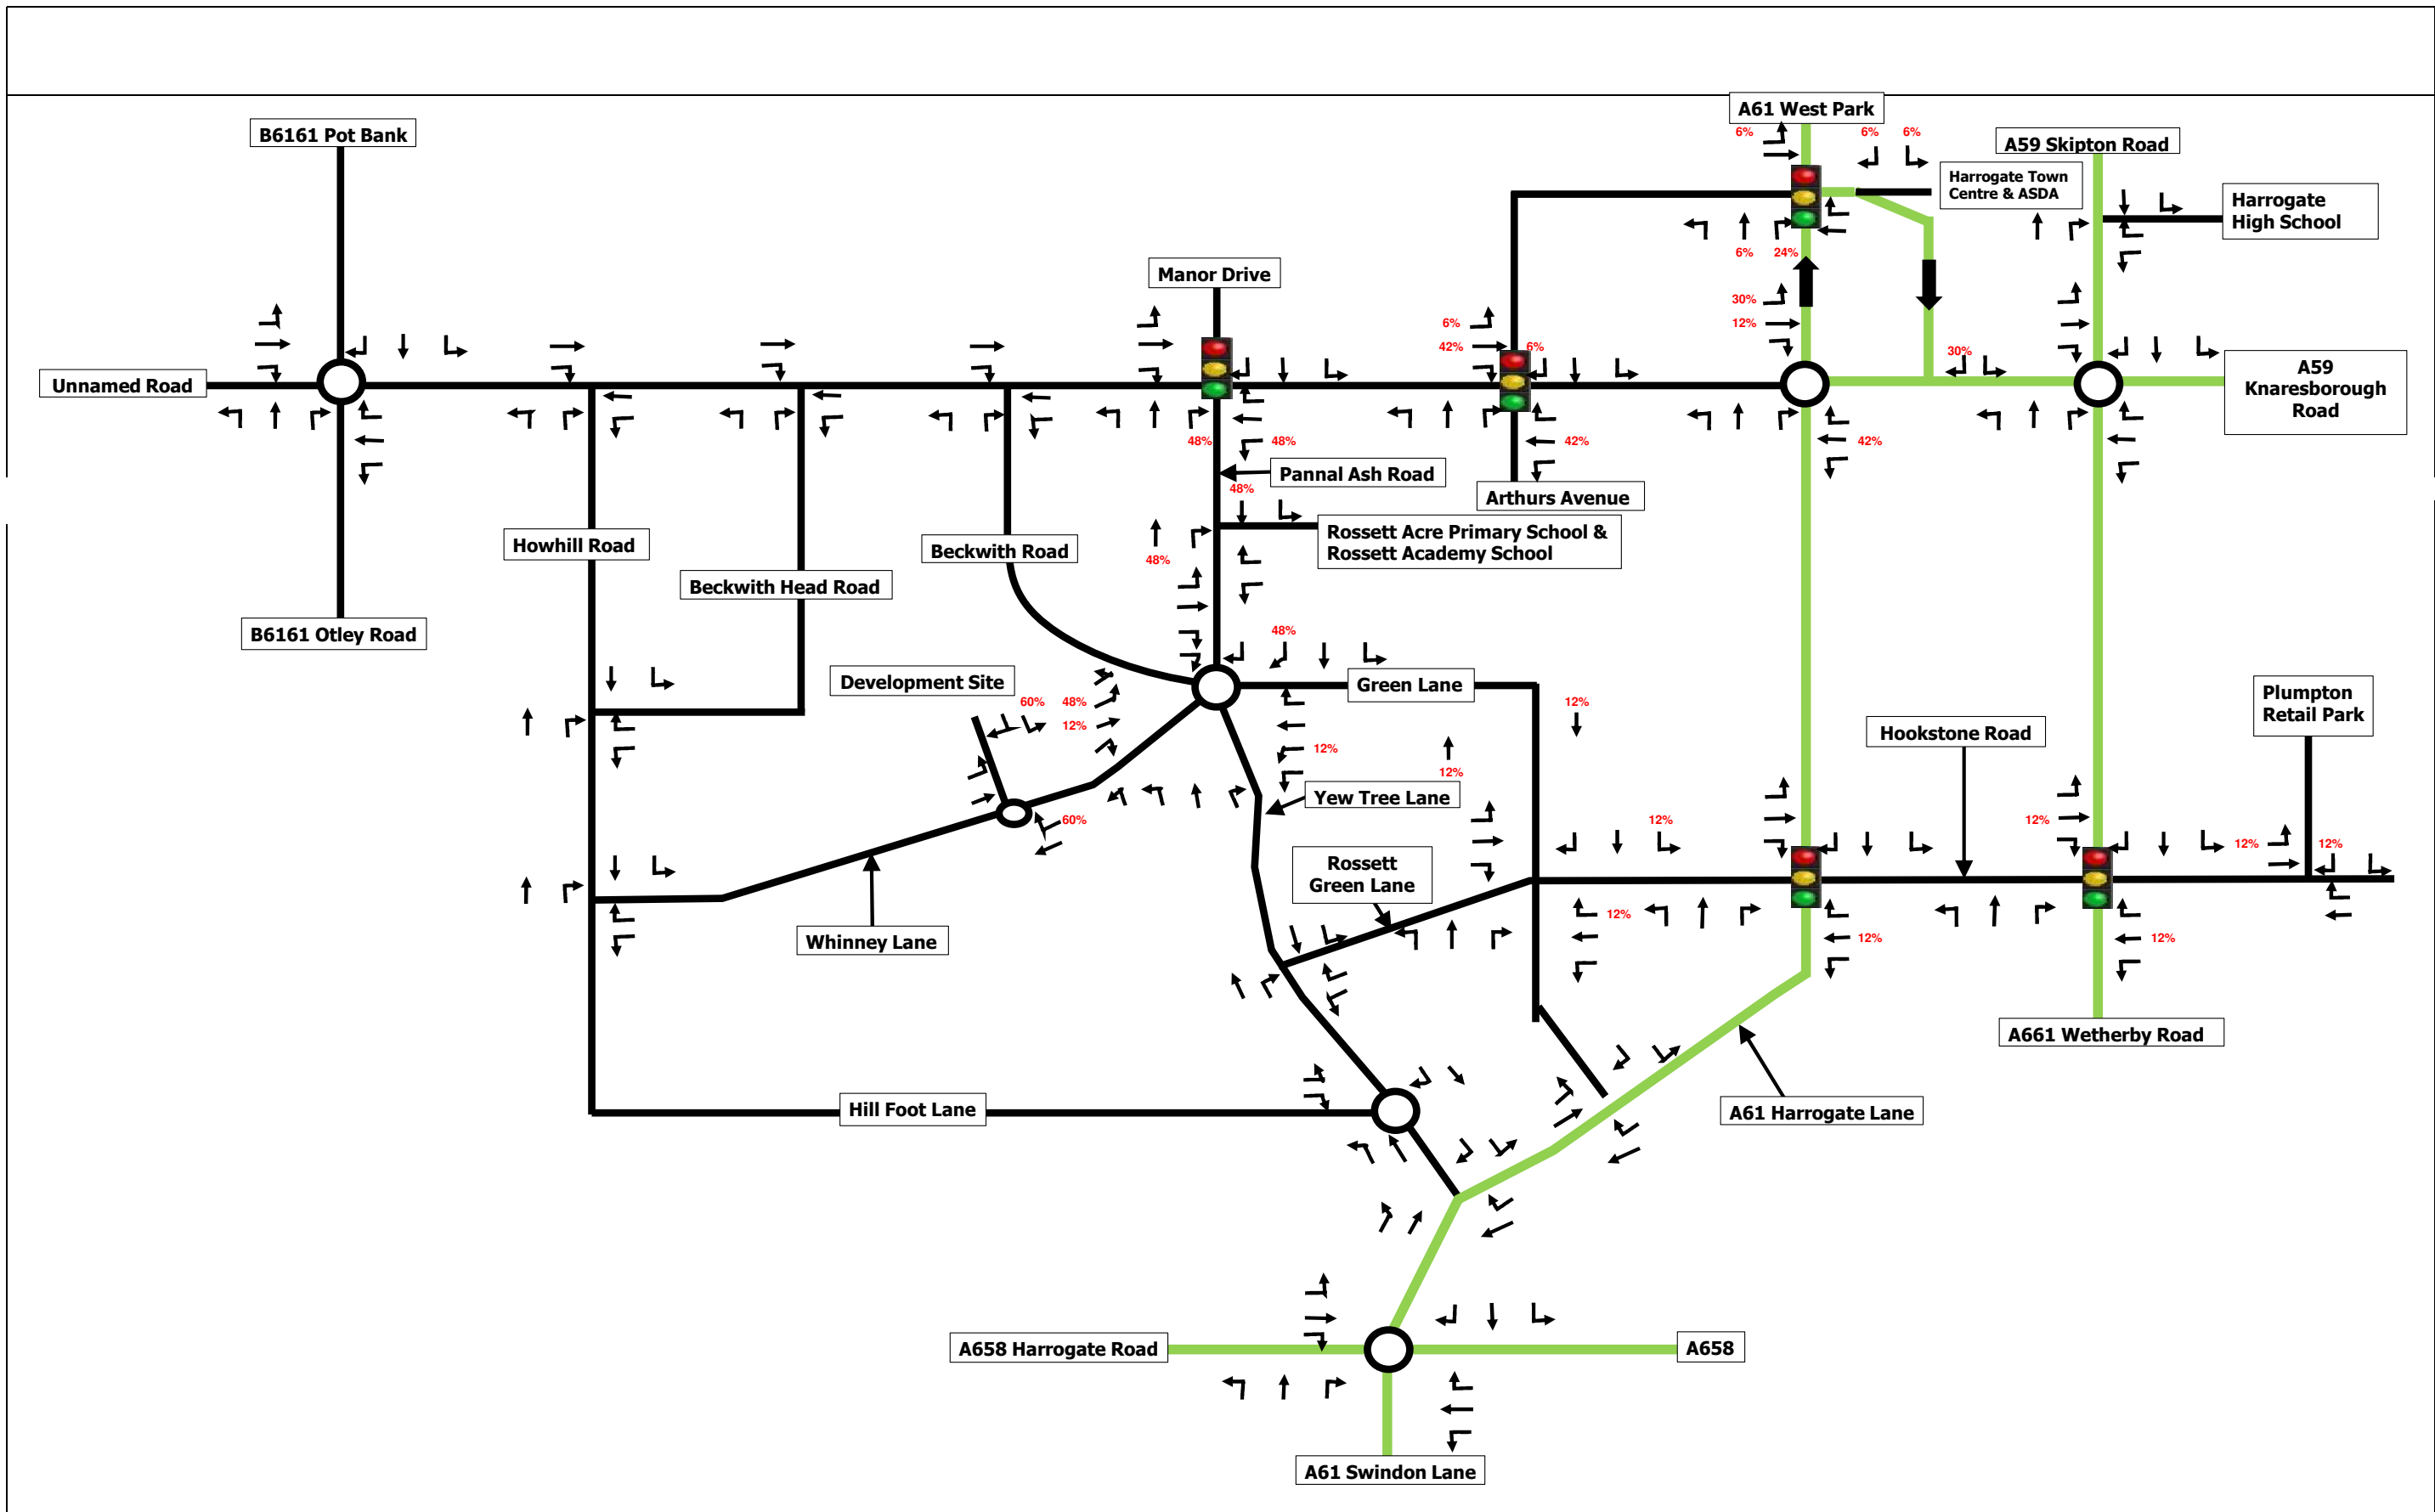 A61 West Park
B6161 Pot Bank
6%
6%
6%
A59 Skipton Road
Harrogate Town
Centre & ASDA
Harrogate
High School
6%
24%
Manor Drive
30%
12%
6%
42%
6%
30%
Unnamed Road
A59
Knaresborough
Road
48%
48%
42%
42%
Pannal Ash Road
48%
Arthurs Avenue
Howhill Road
Beckwith Road
Rossett Acre Primary School &
Rossett Academy School
48%
Beckwith Head Road
B6161 Otley Road
48%
Development Site
Green Lane
60%
48%
12%
12%
Plumpton
Retail Park
Hookstone Road
12%
12%
Yew Tree Lane
60%
12%
12%
12%
12%
Rossett
Green Lane
12%
Whinney Lane
12%
12%
A661 Wetherby Road
Hill Foot Lane
A61 Harrogate Lane
A658 Harrogate Road
A658
A61 Swindon Lane